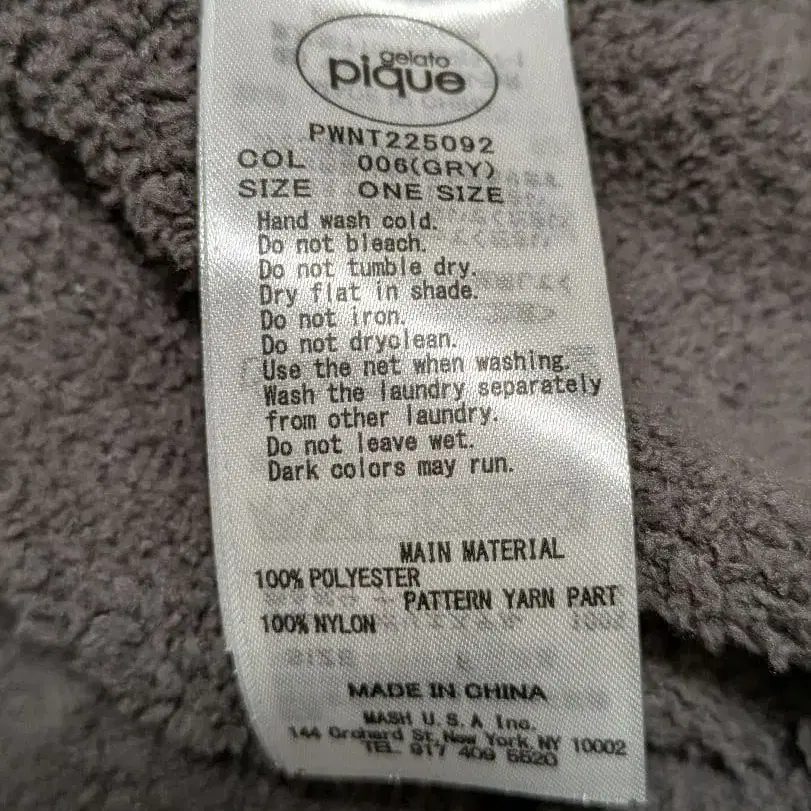 gelato
pique
PWNT225092
COL 006(GRY)
SIZE ONE SIZE
Hand wash cold.
Do not bleach.
Do not tumble dry.
Dry flat in shade.
Do not iron.
Do not dryclean.
Use the net when washing.
Wash the laundry separately
from other laundry.
Do not leave wet.
Dark colors may run.
MAIN MATERIAL
100% POLYESTER
PATTERN YARN PART
100% NYLON
MADE IN CHINA
MASH U.S.A Inc.
144 Orchard St, New York, NY 10002
TEL 917 409 5520